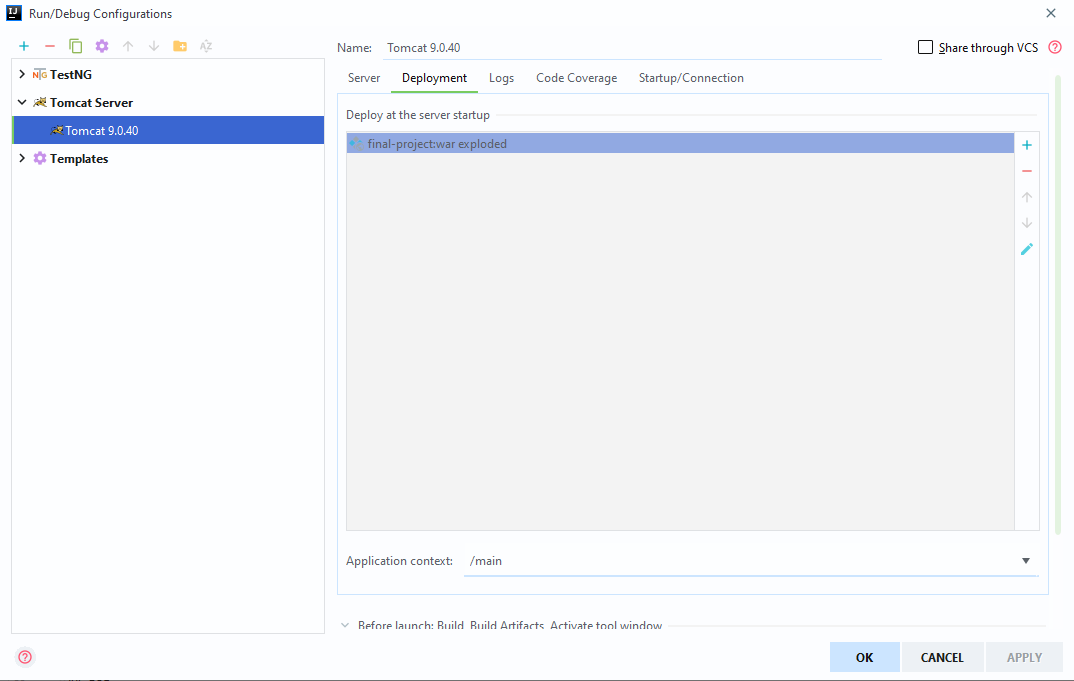 IJ Run/Debug Configurations
Name: Tomcat 9.0.40
Share through VCS
TestNG
Tomcat Server
Tomcat 9.0.40
Templates
Server Deployment Logs Code Coverage Startup/Connection
Deploy at the server startup
final-project:war exploded
Application context: /main
Before launch: Build, Build Artifacts, Activate tool window
OK CANCEL APPLY